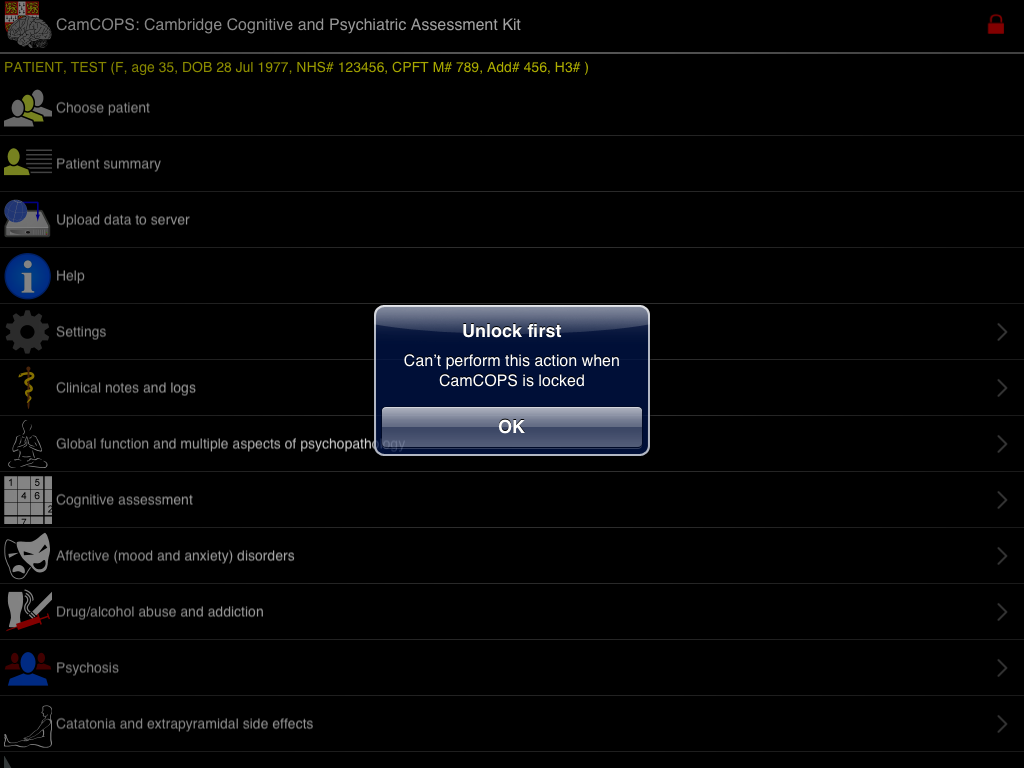 CamCOPS: Cambridge Cognitive and Psychiatric Assessment Kit
PATIENT, TEST (F, age 35, DOB 28 Jul 1977, NHS# 123456, CPFT M# 789, Add# 456, H3# )
Choose patient
Patient summary
Upload data to server
Help
Settings
Unlock first
Can't perform this action when
CamCOPS is locked
OK
Clinical notes and logs
Global function and multiple aspects of psychopathology
1 5
4 6
2
7
Cognitive assessment
Affective (mood and anxiety) disorders
Drug/alcohol abuse and addiction
Psychosis
Catatonia and extrapyramidal side effects